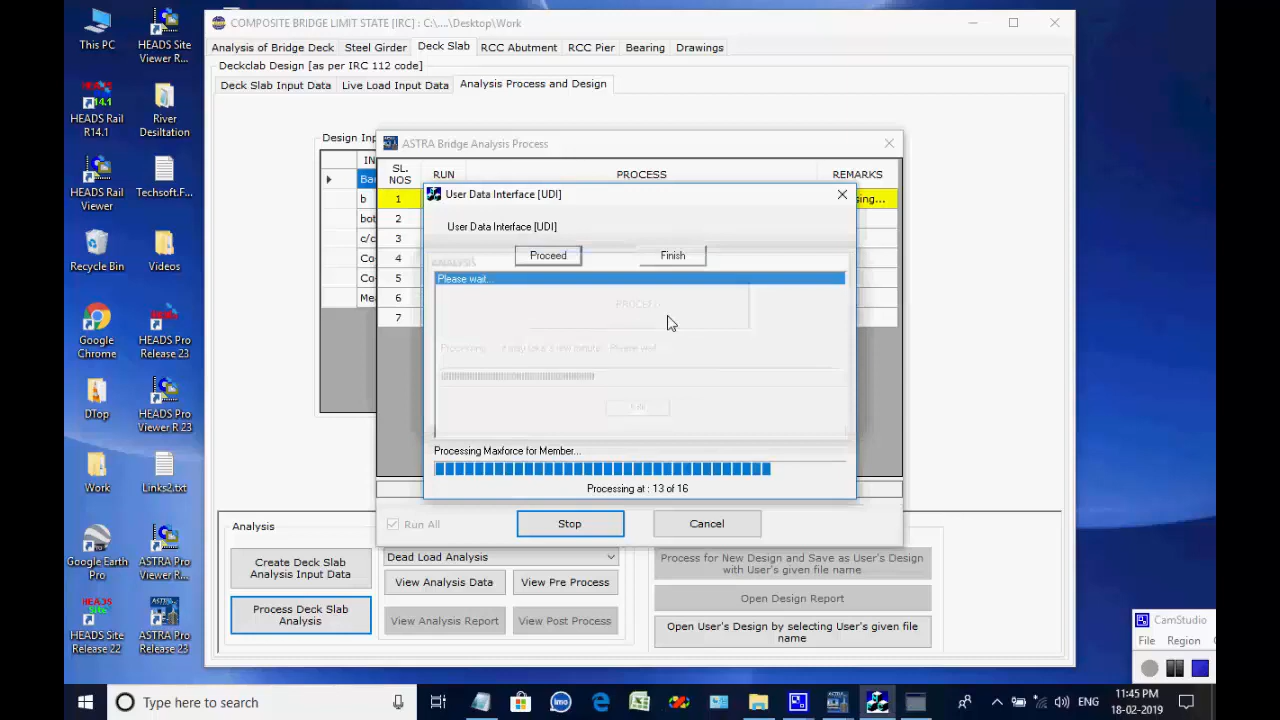 This PC
HEADS Site
Viewer R...
HEADS Rail
R14.1
River
Desiltation
HEADS Rail
Viewer
Techsoft.F...
Recycle Bin
Videos
Google
Chrome
HEADS Pro
Release 23
DTop
HEADS Pro
Viewer R 23
Work
Links2.txt
Google Earth
Pro
ASTRA Pro
Viewer R...
HEADS Site
Release 22
ASTRA Pro
Release 23
COMPOSITE BRIDGE LIMIT STATE [IRC] : C:\...\Desktop\Work
Analysis of Bridge Deck
Steel Girder
Deck Slab
RCC Abutment
RCC Pier
Bearing
Drawings
Deckclab Design [as per IRC 112 code]
Deck Slab Input Data
Live Load Input Data
Analysis Process and Design
Design Inp
IN
Bar
b
bot
c/c
Co
Co
Me
ASTRA Bridge Analysis Process
SL.
NOS
RUN
PROCESS
REMARKS
1
sing...
2
3
4
5
6
7
User Data Interface [UDI]
User Data Interface [UDI]
Proceed
Finish
ANALYSIS
Please wait...
Processing Maxforce for Member...
Processing at : 13 of 16
Run All
Stop
Cancel
Analysis
Create Deck Slab
Analysis Input Data
Process Deck Slab
Analysis
Dead Load Analysis
View Analysis Data
View Pre Process
View Analysis Report
View Post Process
Process for New Design and Save as User's Design
with User's given file name
Open Design Report
Open User's Design by selecting User's given file
name
CamStudio
File
Region
Type here to search
imo
ENG
11:45 PM
18-02-2019